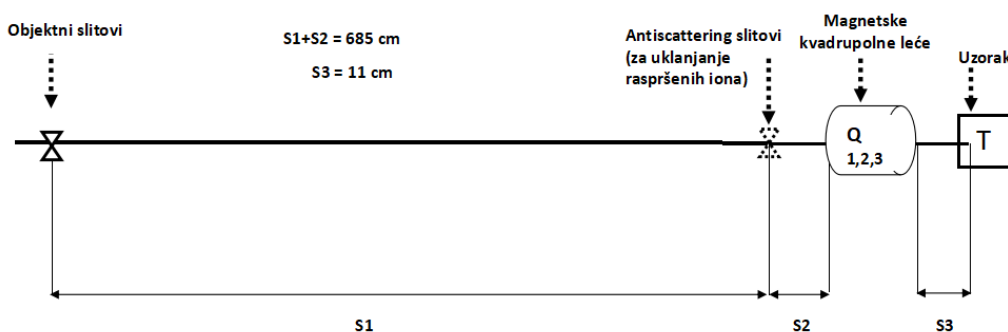 Objektni slitovi
S1+S2 = 685 cm
S3 = 11 cm
Antiscattering slitovi
(za uklanjanje
raspršenih iona)
Magnetske
kvadrupolne leće
Uzorak
Q
1,2,3
T
S1
S2
S3